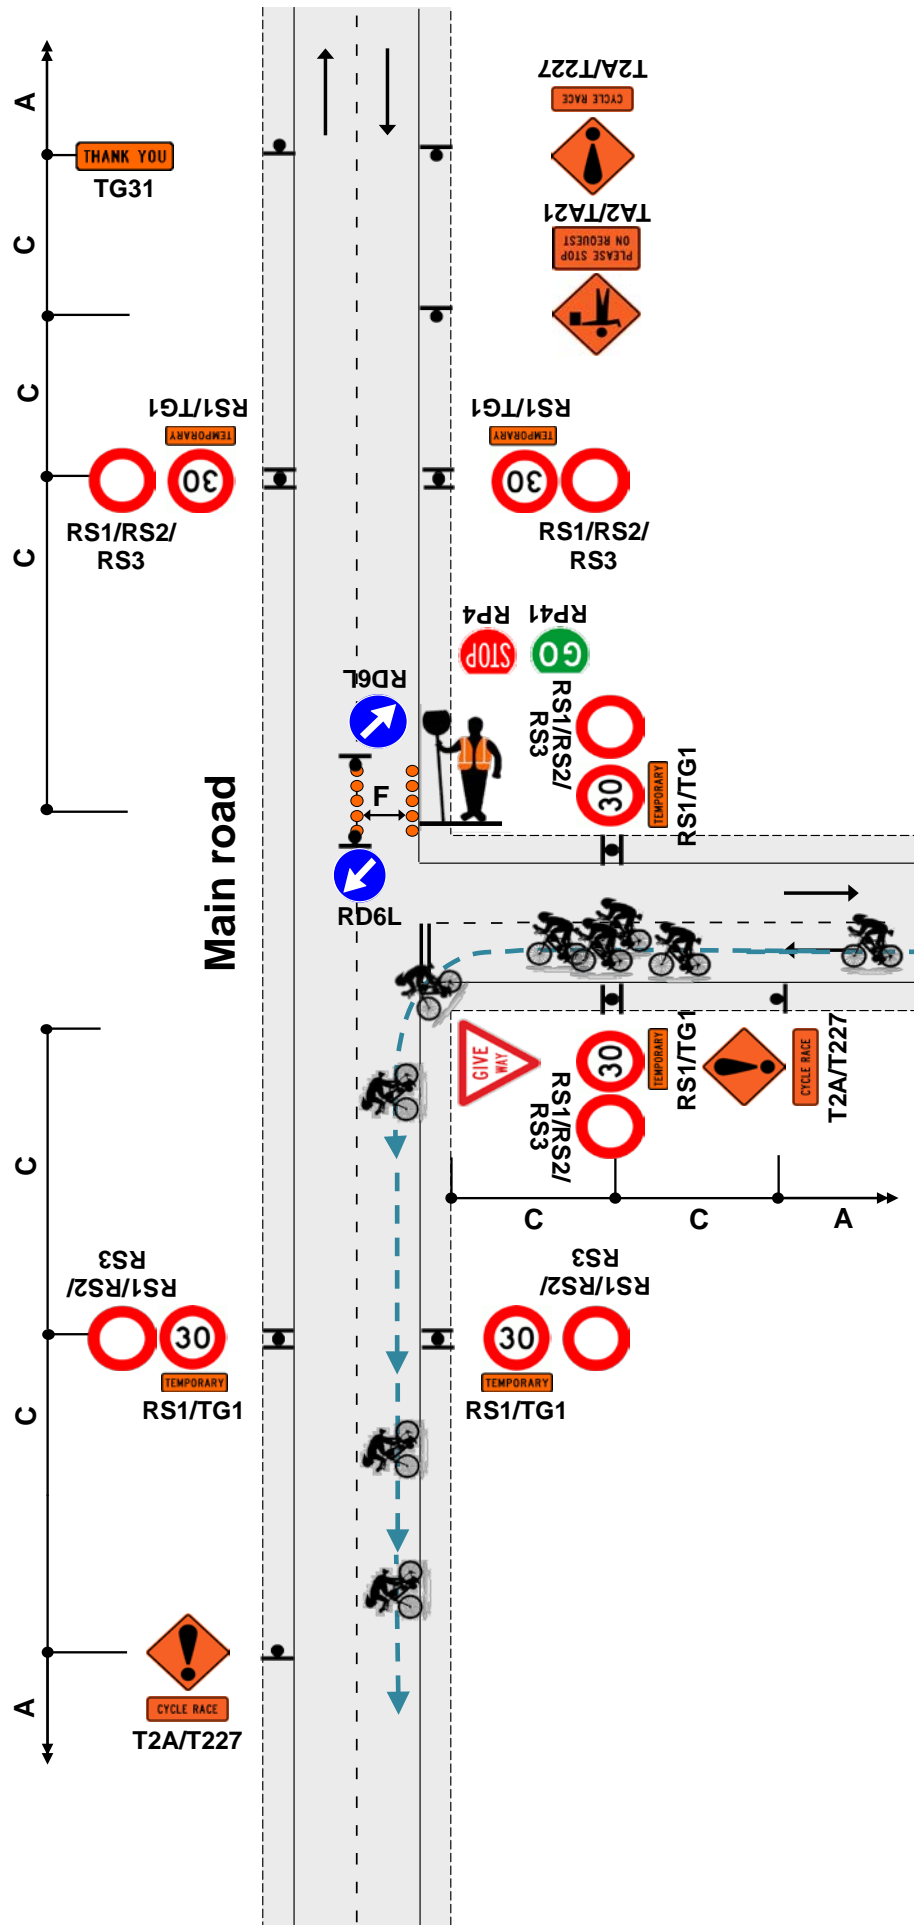 T2A/T227
CYCLE RACE
A
THANK YOU
TG31
TA2/TA21
PLEASE STOP
ON REQUEST
C
C
RS1/TG1
TEMPORARY
30
RS1/RS2/
RS3
RS1/TG1
TEMPORARY
30
RS1/RS2/
RS3
C
RP4
STOP
RP41
GO
RD6L
RS1/RS2/
RS3
30
TEMPORARY
RS1/TG1
F
Main road
RD6L
GIVE
WAY
30
TEMPORARY
RS1/TG1
RS1/RS2/
RS3
CYCLE RACE
T2A/T227
C
C
C
A
RS1/RS2/
RS3
30
TEMPORARY
RS1/TG1
RS1/RS2/
RS3
30
TEMPORARY
RS1/TG1
C
CYCLE RACE
T2A/T227
A